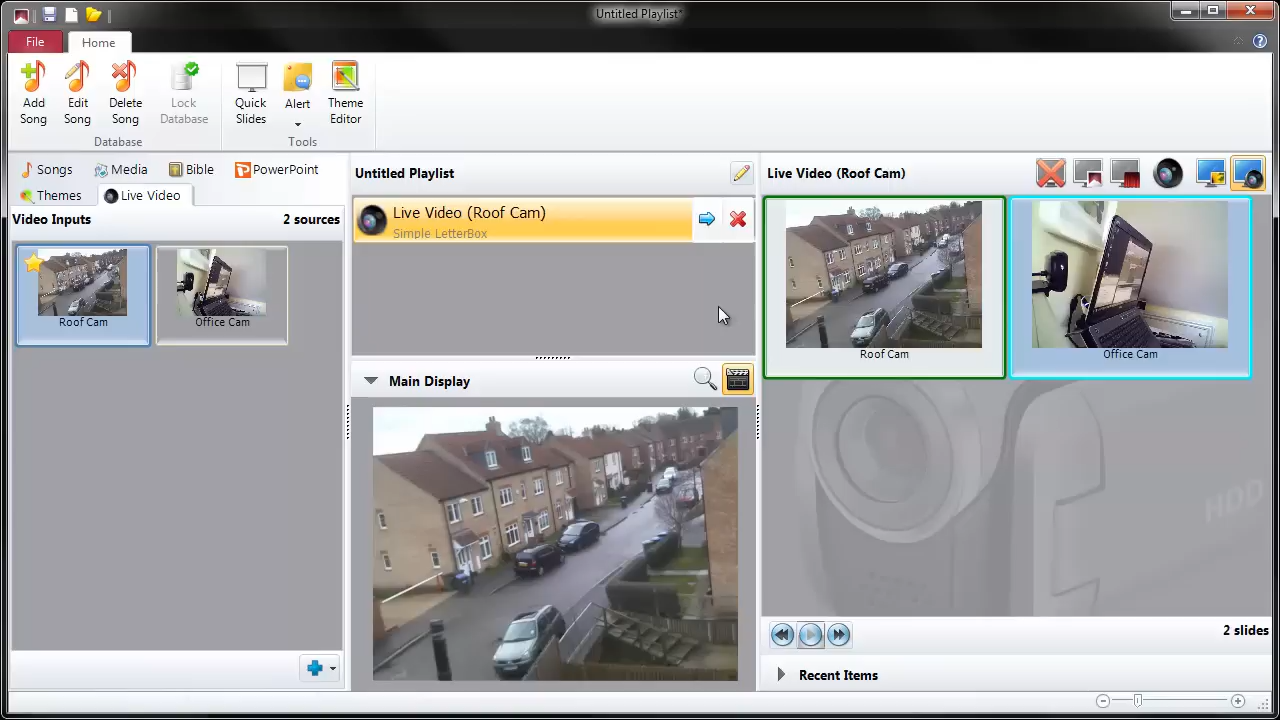 Untitled Playlist*
File
Home
Add Song
Edit Song
Delete Song
Lock Database
Quick Slides
Alert
Theme Editor
Database
Tools
Songs
Media
Bible
PowerPoint
Themes
Live Video
Video Inputs
2 sources
Roof Cam
Office Cam
Untitled Playlist
Live Video (Roof Cam)
Simple LetterBox
Main Display
Live Video (Roof Cam)
Roof Cam
Office Cam
HDD
2 slides
Recent Items